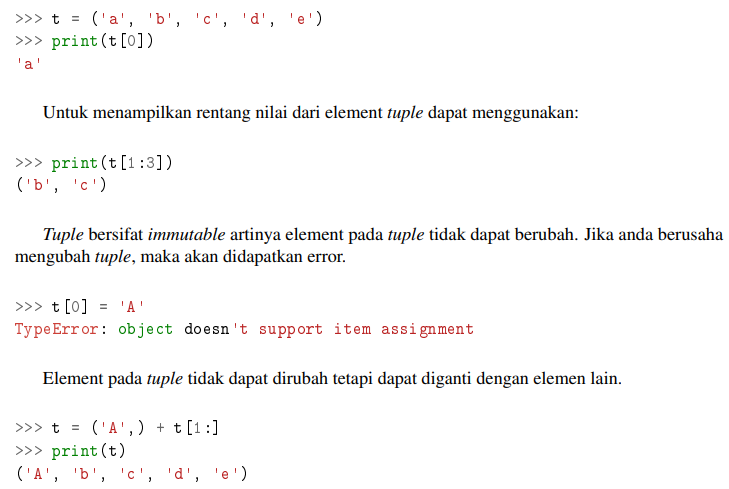 >>> t = ('a', 'b', 'c', 'd', 'e')
>>> print(t[0])
'a'
Untuk menampilkan rentang nilai dari element tuple dapat menggunakan:
>>> print(t[1:3])
('b', 'c')
Tuple bersifat immutable artinya element pada tuple tidak dapat berubah. Jika anda berusaha
mengubah tuple, maka akan didapatkan error.
>>> t[0] = 'A'
TypeError: object doesn't support item assignment
Element pada tuple tidak dapat dirubah tetapi dapat diganti dengan elemen lain.
>>> t = ('A',) + t[1:]
>>> print(t)
('A', 'b', 'c', 'd', 'e')